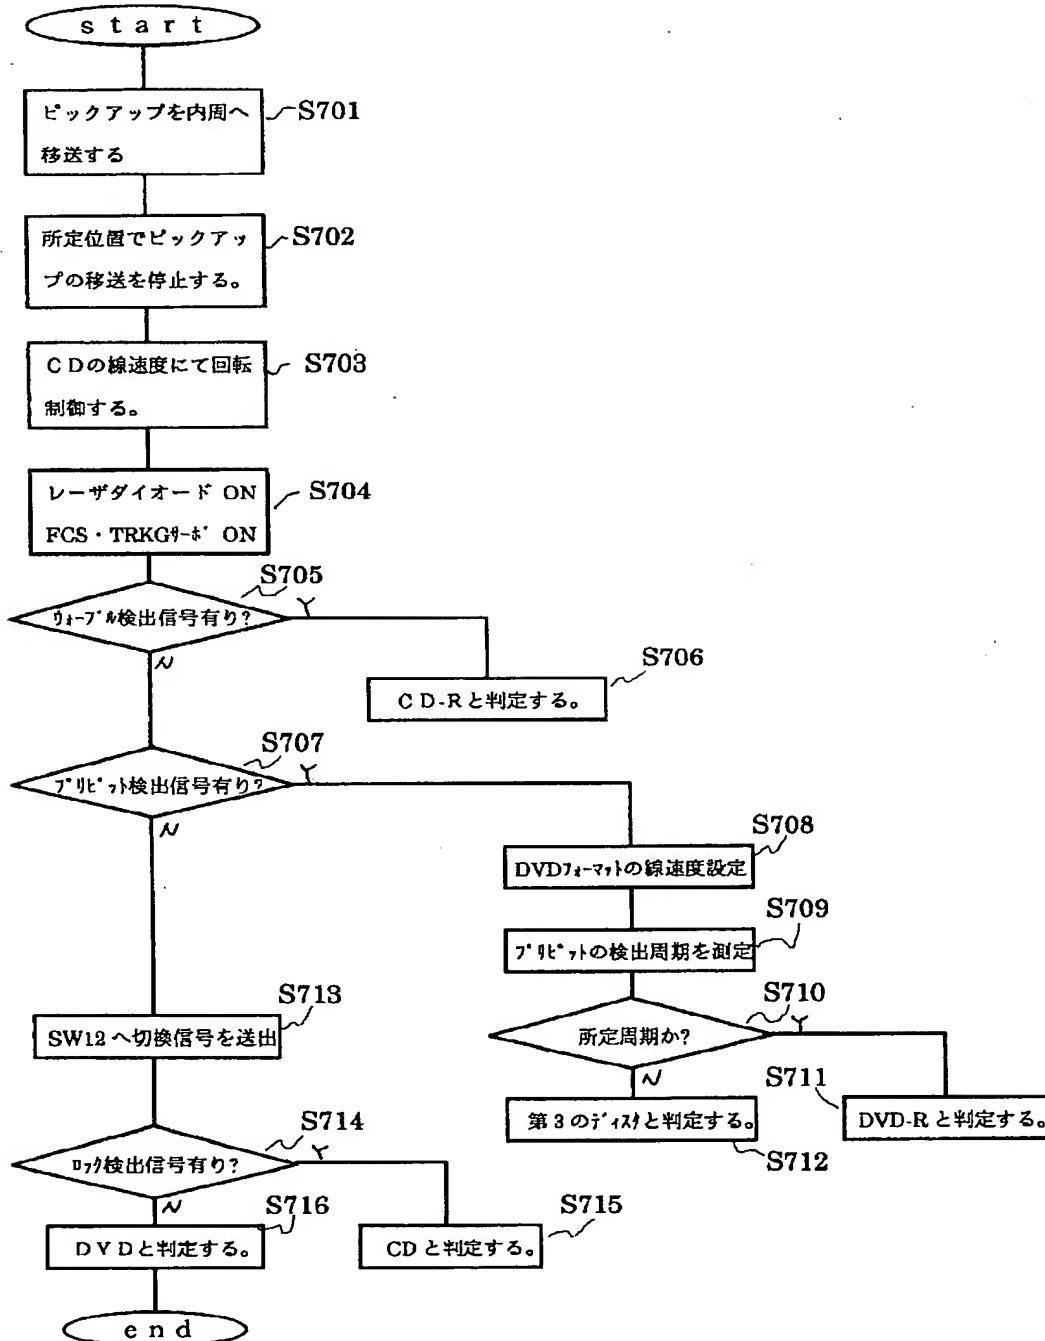 start
ピックアップを内周へ
移送する
S701
所定位置でピックアッ
プの移送を停止する。
S702
CDの線速度にて回転
制御する。
S703
レーザダイオード ON
FCS・TRKGｻｰﾎﾞ ON
S704
S705
ｳｫｰﾌﾞﾙ検出信号有り?
Y
N
S706
CD-Rと判定する。
S707
ﾌﾟﾘﾋﾟｯﾄ検出信号有り?
Y
N
S708
DVDﾌｫｰﾏｯﾄの線速度設定
S709
ﾌﾟﾘﾋﾟｯﾄの検出周期を測定
S710
所定周期か?
Y
N
S711
DVD-Rと判定する。
第3のﾃﾞｨｽｸと判定する。
S712
S713
SW12へ切換信号を送出
S714
ﾛｯｸ検出信号有り?
Y
N
S716
DVDと判定する。
S715
CDと判定する。
end